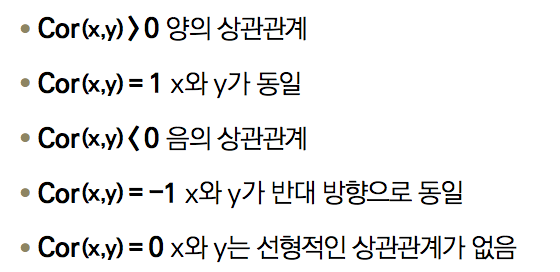 • Cor(x,y) > 0 양의 상관관계
• Cor(x,y) = 1 x와 y가 동일
• Cor(x,y) < 0 음의 상관관계
• Cor(x,y) = -1 x와 y가 반대 방향으로 동일
• Cor(x,y) = 0 x와 y는 선형적인 상관관계가 없음